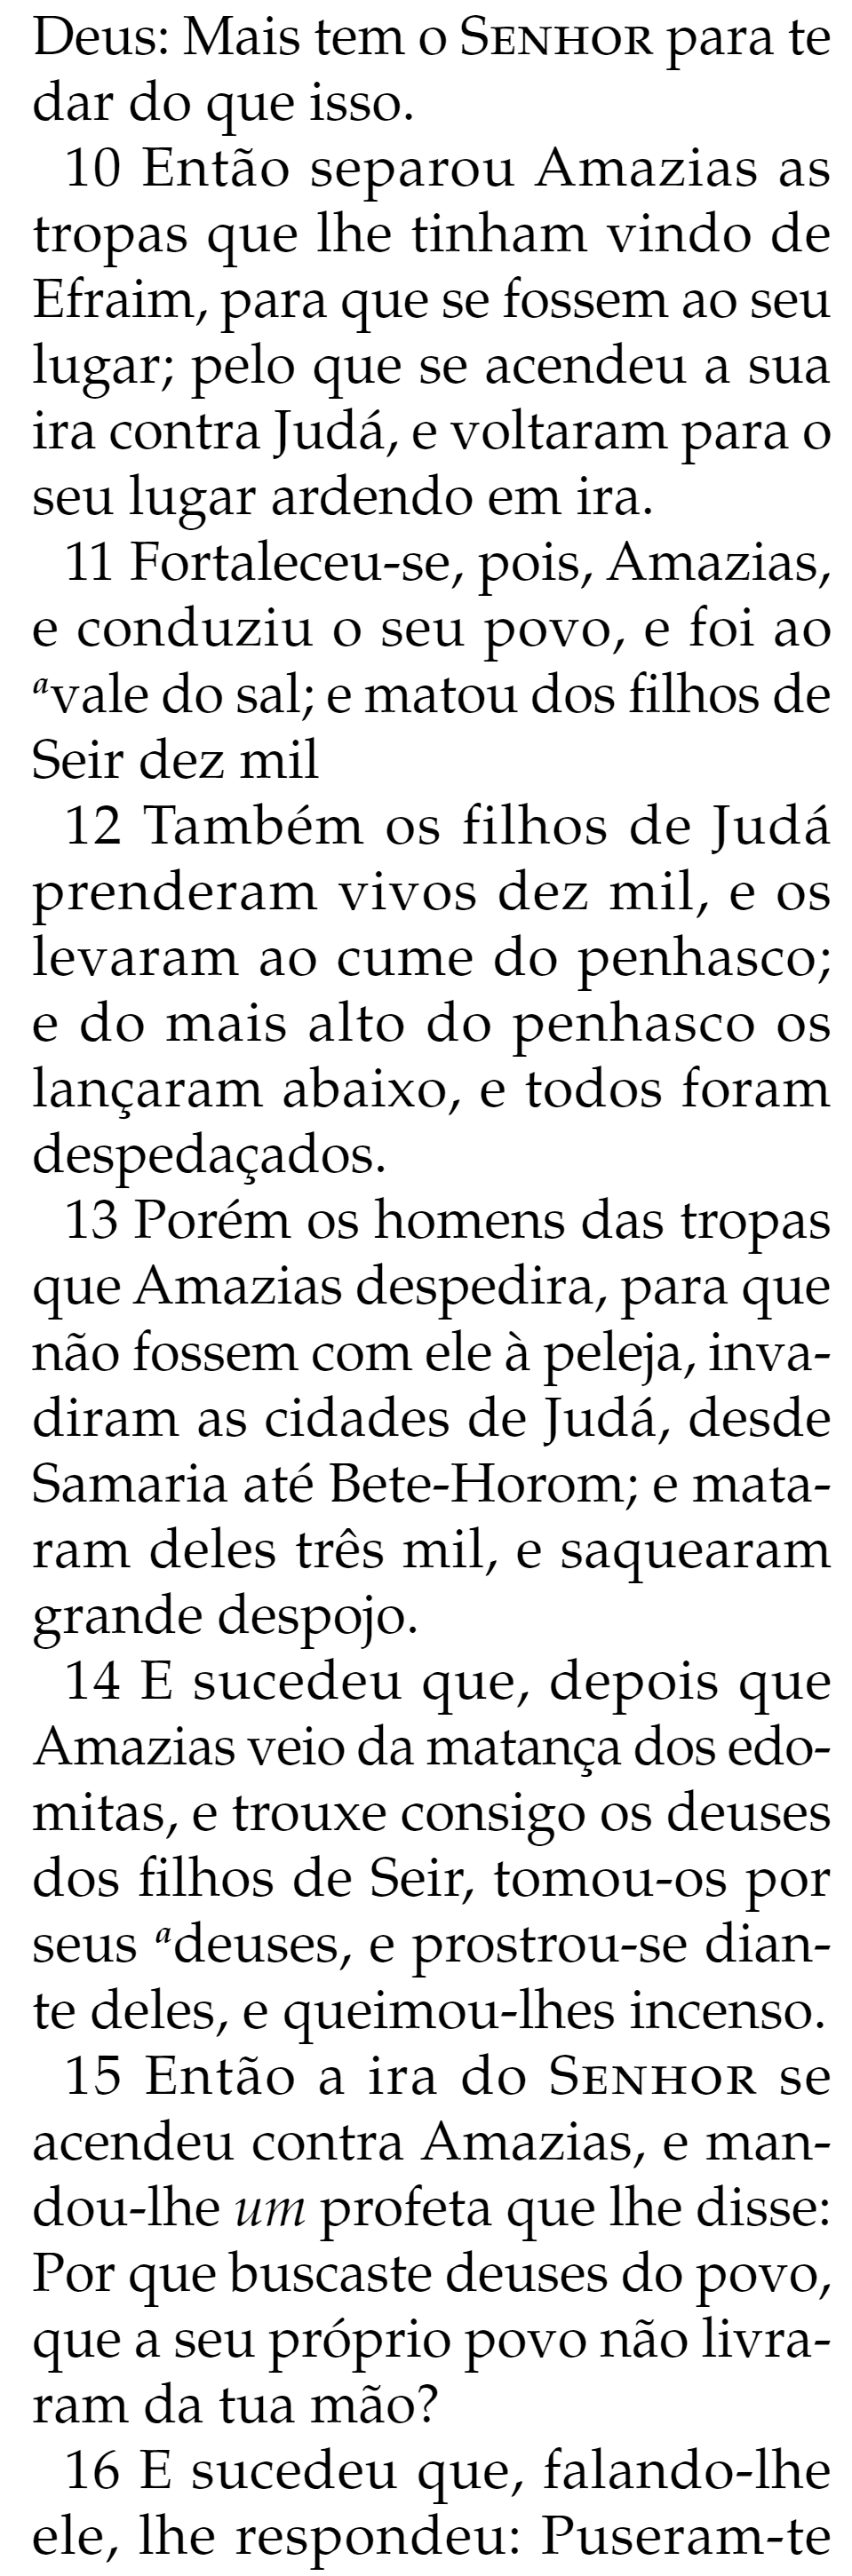 Deus: Mais tem o SENHOR para te
dar do que isso.
10 Então separou Amazias as
tropas que lhe tinham vindo de
Efraim, para que se fossem ao seu
lugar; pelo que se acendeu a sua
ira contra Judá, e voltaram para o
seu lugar ardendo em ira.
11 Fortaleceu-se, pois, Amazias,
e conduziu o seu povo, e foi ao
ᵃvale do sal; e matou dos filhos de
Seir dez mil
12 Também os filhos de Judá
prenderam vivos dez mil, e os
levaram ao cume do penhasco;
e do mais alto do penhasco os
lançaram abaixo, e todos foram
despedaçados.
13 Porém os homens das tropas
que Amazias despedira, para que
não fossem com ele à peleja, inva-
diram as cidades de Judá, desde
Samaria até Bete-Horom; e mata-
ram deles três mil, e saquearam
grande despojo.
14 E sucedeu que, depois que
Amazias veio da matança dos edo-
mitas, e trouxe consigo os deuses
dos filhos de Seir, tomou-os por
seus ᵃdeuses, e prostrou-se dian-
te deles, e queimou-lhes incenso.
15 Então a ira do SENHOR se
acendeu contra Amazias, e man-
dou-lhe um profeta que lhe disse:
Por que buscaste deuses do povo,
que a seu próprio povo não livra-
ram da tua mão?
16 E sucedeu que, falando-lhe
ele, lhe respondeu: Puseram-te